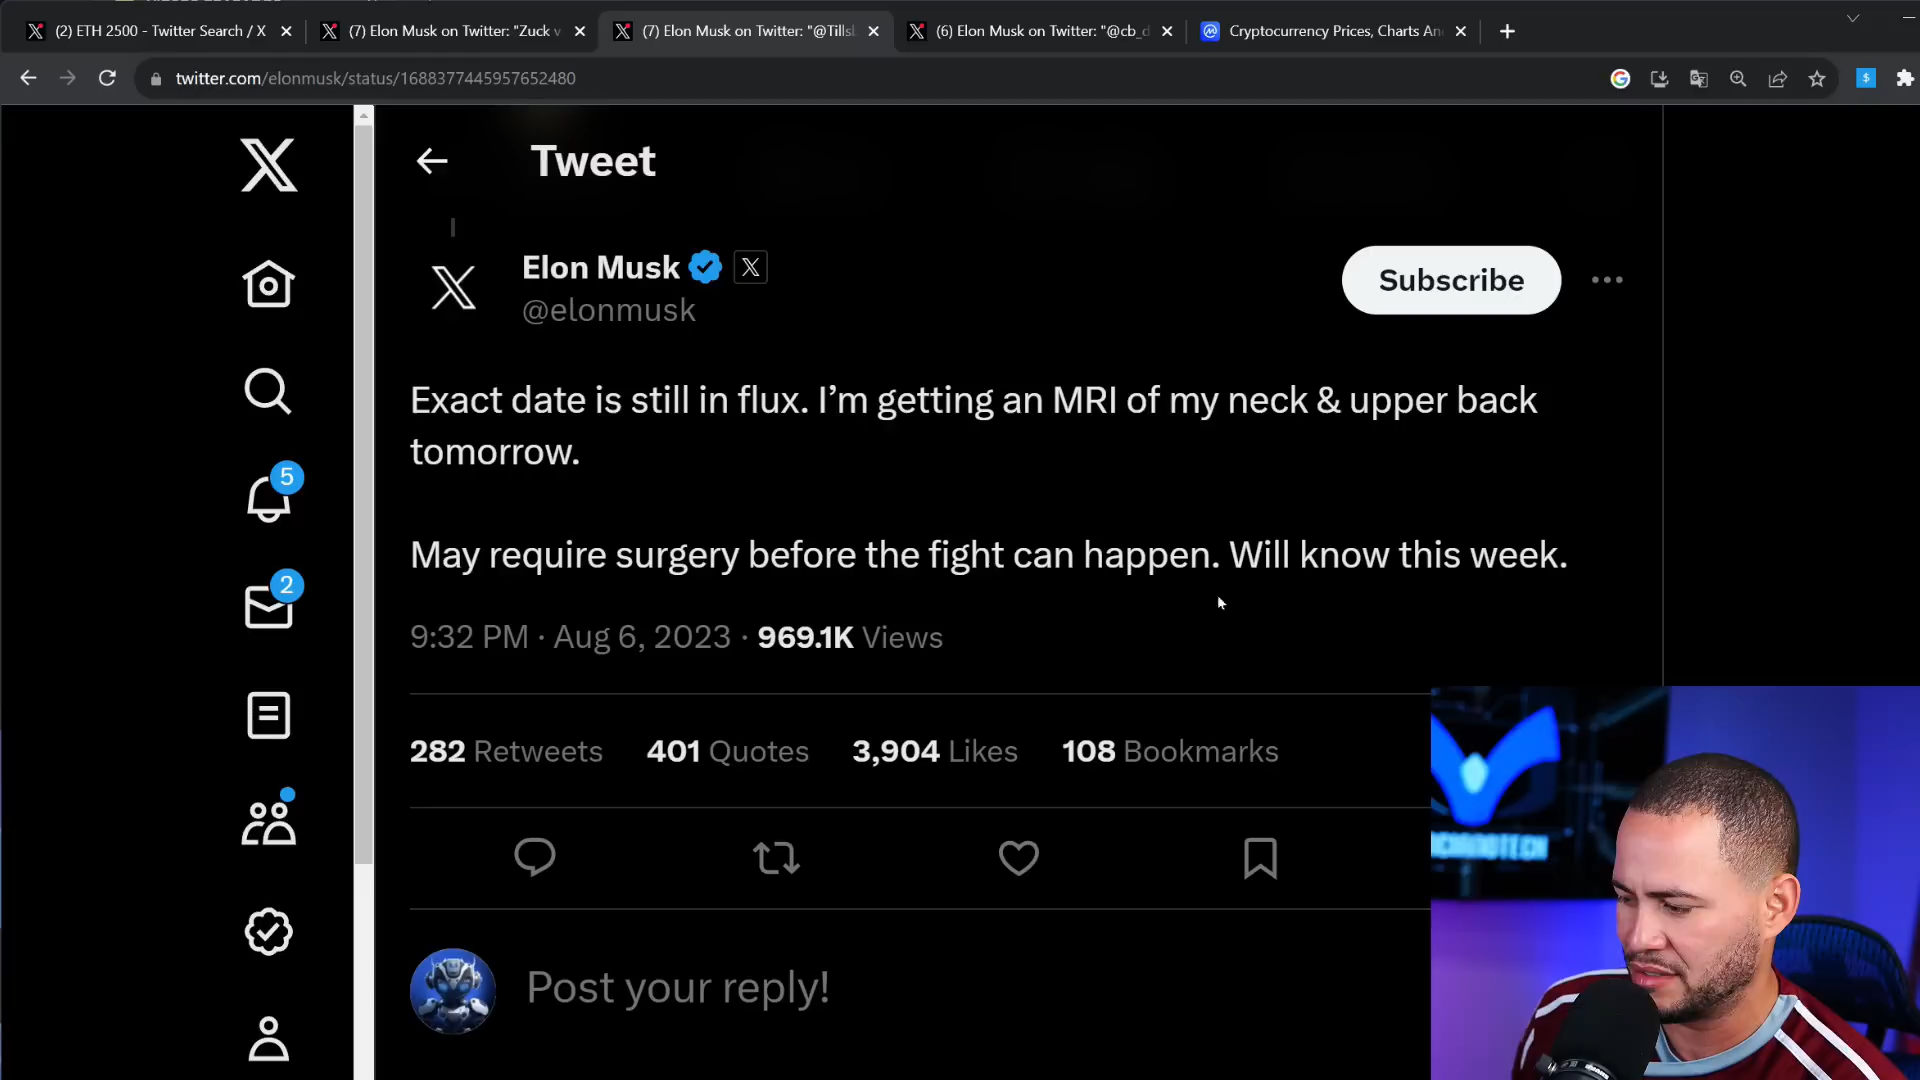 (2) ETH 2500 - Twitter Search / X
(7) Elon Musk on Twitter: "Zuck v
(7) Elon Musk on Twitter: "@Tillsl
(6) Elon Musk on Twitter: "@cb_d
Cryptocurrency Prices, Charts An
twitter.com/elonmusk/status/1688377445957652480
Tweet
Elon Musk
@elonmusk
Subscribe
Exact date is still in flux. I'm getting an MRI of my neck & upper back
tomorrow.
May require surgery before the fight can happen. Will know this week.
9:32 PM · Aug 6, 2023 · 969.1K Views
282 Retweets 401 Quotes 3,904 Likes 108 Bookmarks
Post your reply!
5
2